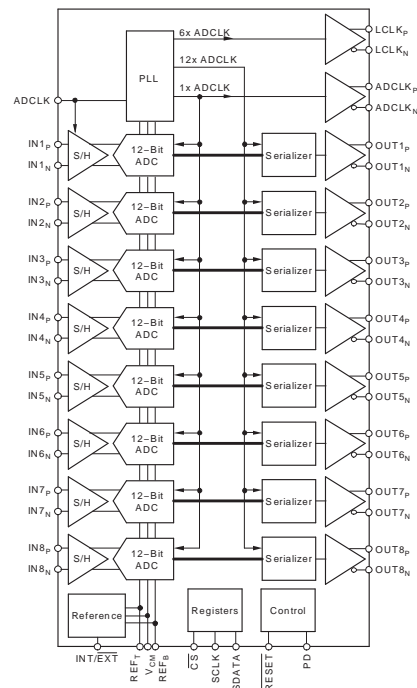 6x ADCLK
LCLKP
PLL
LCLKN
12x ADCLK
1x ADCLK
ADCLKP
ADCLK
ADCLKN
IN1P
S/H
12–Bit
ADC
Serializer
OUT1P
IN1N
OUT1N
IN2P
S/H
12–Bit
ADC
Serializer
OUT2P
IN2N
OUT2N
IN3P
S/H
12–Bit
ADC
Serializer
OUT3P
IN3N
OUT3N
IN4P
S/H
12–Bit
ADC
Serializer
OUT4P
IN4N
OUT4N
IN5P
S/H
12–Bit
ADC
Serializer
OUT5P
IN5N
OUT5N
IN6P
S/H
12–Bit
ADC
Serializer
OUT6P
IN6N
OUT6N
IN7P
S/H
12–Bit
ADC
Serializer
OUT7P
IN7N
OUT7N
IN8P
S/H
12–Bit
ADC
Serializer
OUT8P
IN8N
OUT8N
Reference
Registers
Control
INT/EXT
REFT
VCM
REFB
CS
SCLK
SDATA
RESET
PD